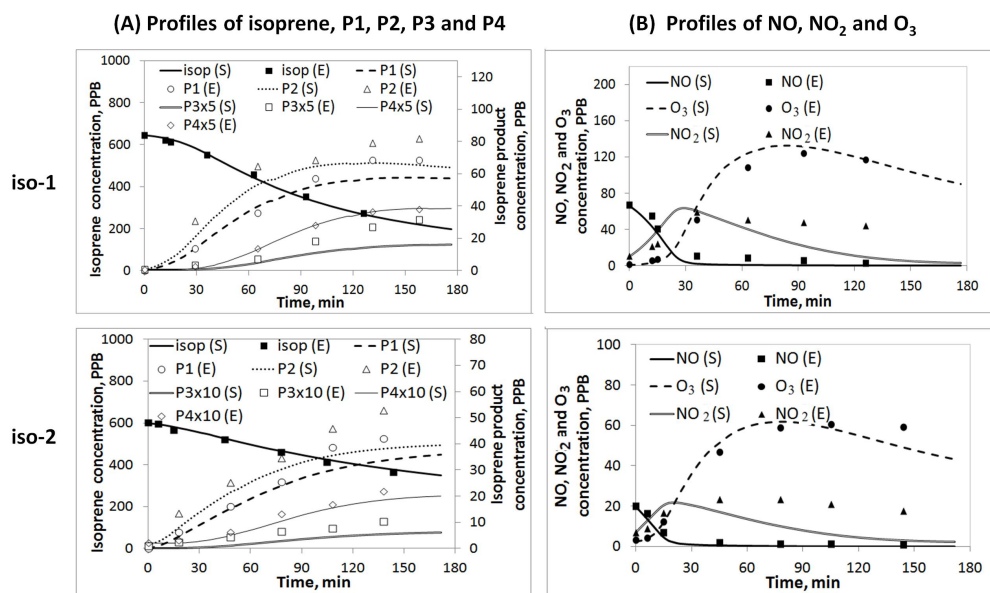 (A) Profiles of isoprene, P1, P2, P3 and P4
(B) Profiles of NO, NO2 and O3
iso-1
Isoprene concentration, PPB
1000
800
600
400
200
0
isop (S) isop (E) P1 (S)
P1 (E) P2 (S) P2 (E)
P3x5 (S) P3x5 (E) P4x5 (S)
P4x5 (E)
120
100
80
60
40
20
0
Isoprene product
concentration, PPB
0 30 60 90 120 150 180
Time, min
NO, NO2 and O3
concentration, PPB
200
160
120
80
40
0
NO (S) NO (E)
O3 (S) O3 (E)
NO2 (S) NO2 (E)
0 30 60 90 120 150 180
Time, min
iso-2
Isoprene concentration, PPB
1000
800
600
400
200
0
isop (S) isop (E) P1 (S)
P1 (E) P2 (S) P2 (E)
P3x10 (S) P3x10 (E) P4x10 (S)
P4x10 (E)
80
70
60
50
40
30
20
10
0
Isoprene product
concentration, PPB
0 30 60 90 120 150 180
Time, min
NO, NO2 and O3
concentration, PPB
100
80
60
40
20
0
NO (S) NO (E)
O3 (S) O3 (E)
NO2 (S) NO2 (E)
0 30 60 90 120 150 180
Time, min